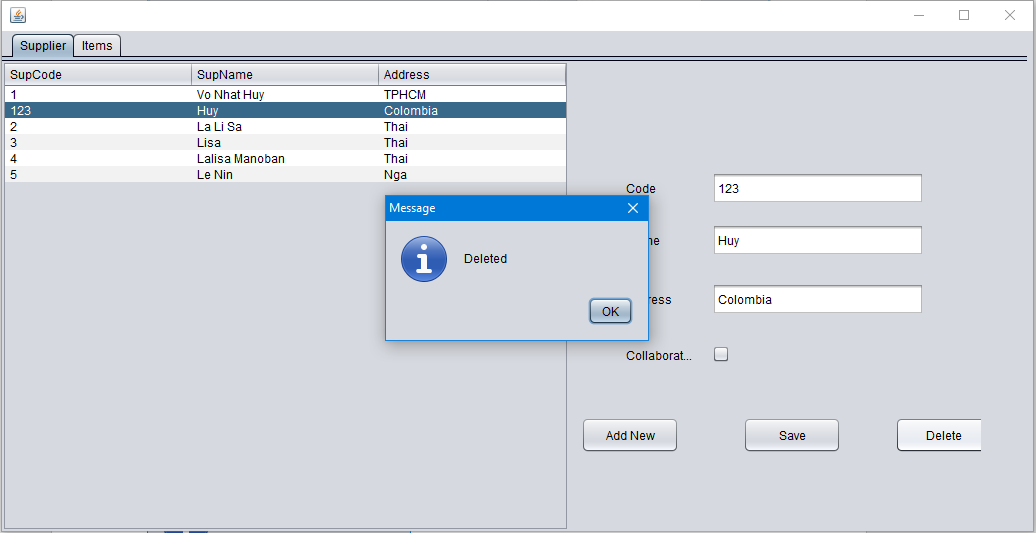 Supplier Items
SupCode SupName Address
1 Vo Nhat Huy TPHCM
123 Huy Colombia
2 La Li Sa Thai
3 Lisa Thai
4 Lalisa Manoban Thai
5 Le Nin Nga
Message
Deleted
OK
Code 123
me Huy
ress Colombia
Collaborat...
Add New Save Delete